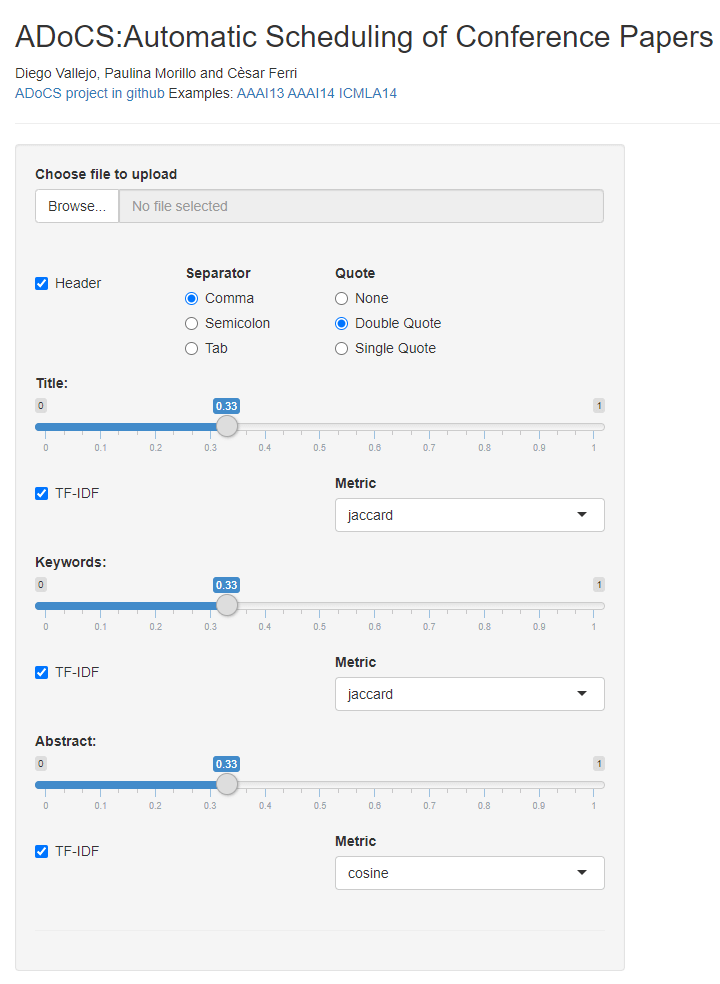 ADoCS:Automatic Scheduling of Conference Papers
Diego Vallejo, Paulina Morillo and Cèsar Ferri
ADoCS project in github Examples: AAAI13 AAAI14 ICMLA14
Choose file to upload
Browse... No file selected
Header
Separator
Comma
Semicolon
Tab
Quote
None
Double Quote
Single Quote
Title:
0 0.33 1
0 0.1 0.2 0.3 0.4 0.5 0.6 0.7 0.8 0.9 1
TF-IDF
Metric
jaccard
Keywords:
0 0.33 1
0 0.1 0.2 0.3 0.4 0.5 0.6 0.7 0.8 0.9 1
TF-IDF
Metric
jaccard
Abstract:
0 0.33 1
0 0.1 0.2 0.3 0.4 0.5 0.6 0.7 0.8 0.9 1
TF-IDF
Metric
cosine